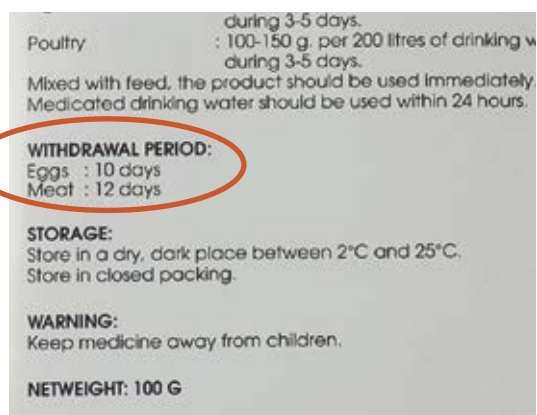 during 3-5 days.
Poultry : 100-150 g. per 200 litres of drinking
during 3-5 days.
Mixed with feed, the product should be used immediately.
Medicated drinking water should be used within 24 hours.
WITHDRAWAL PERIOD:
Eggs : 10 days
Meat : 12 days
STORAGE:
Store in a dry, dark place between 2°C and 25°C.
Store in closed packing.
WARNING:
Keep medicine away from children.
NETWEIGHT: 100 G